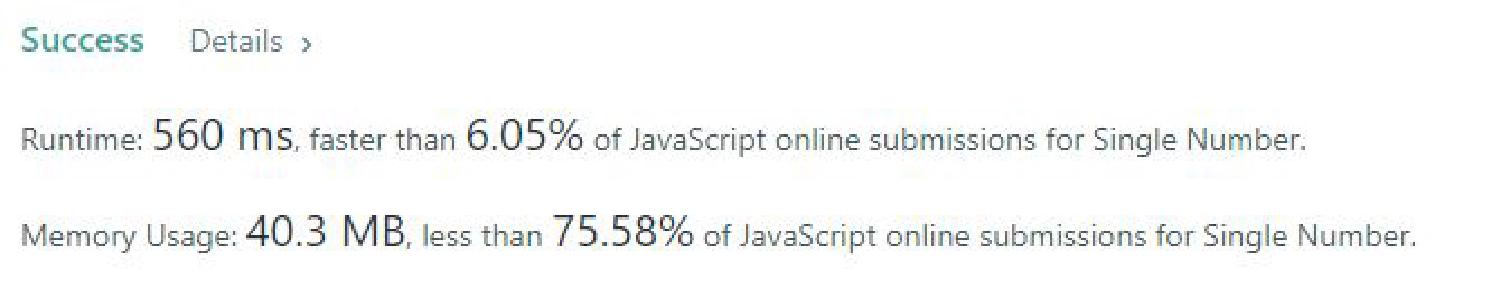 Success Details >
Runtime: 560 ms, faster than 6.05% of JavaScript online submissions for Single Number.
Memory Usage: 40.3 MB, less than 75.58% of JavaScript online submissions for Single Number.